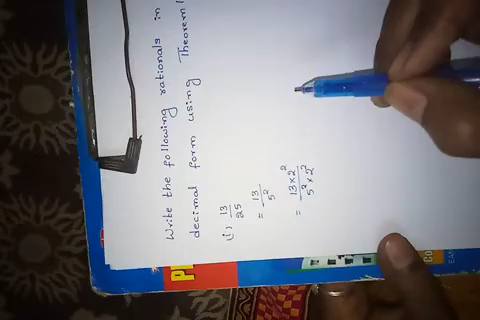 Write the following rationals in
decimal form using Theorem
(i) 13/25
= 13/5²
= 13×2²/5²×2²